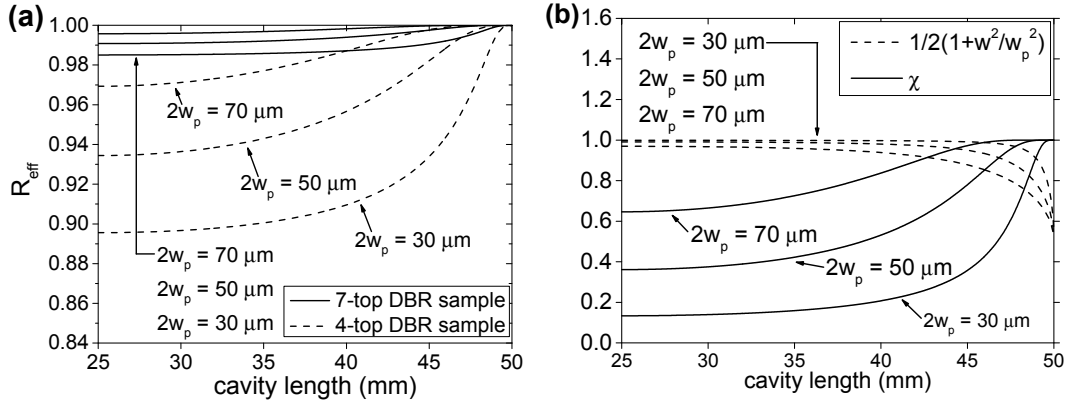 (a)
1.00
0.98
0.96
0.94
0.92
0.90
0.88
0.86
0.84
R_eff
2w_p = 70 μm
2w_p = 50 μm
2w_p = 30 μm
2w_p = 70 μm
2w_p = 50 μm
2w_p = 30 μm
7-top DBR sample
4-top DBR sample
25 30 35 40 45 50
cavity length (mm)
(b)
1.6
1.4
1.2
1.0
0.8
0.6
0.4
0.2
0.0
2w_p = 30 μm
2w_p = 50 μm
2w_p = 70 μm
1/2(1+w²/w_p²)
χ
2w_p = 70 μm
2w_p = 50 μm
2w_p = 30 μm
25 30 35 40 45 50
cavity length (mm)